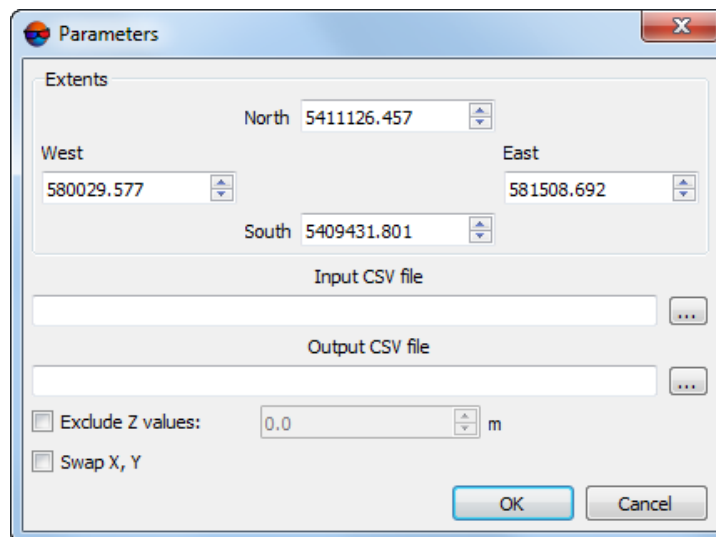 Parameters
X
Extents
North 5411126.457
West East
580029.577 581508.692
South 5409431.801
Input CSV file
...
Output CSV file
...
Exclude Z values: 0.0 m
Swap X, Y
OK Cancel